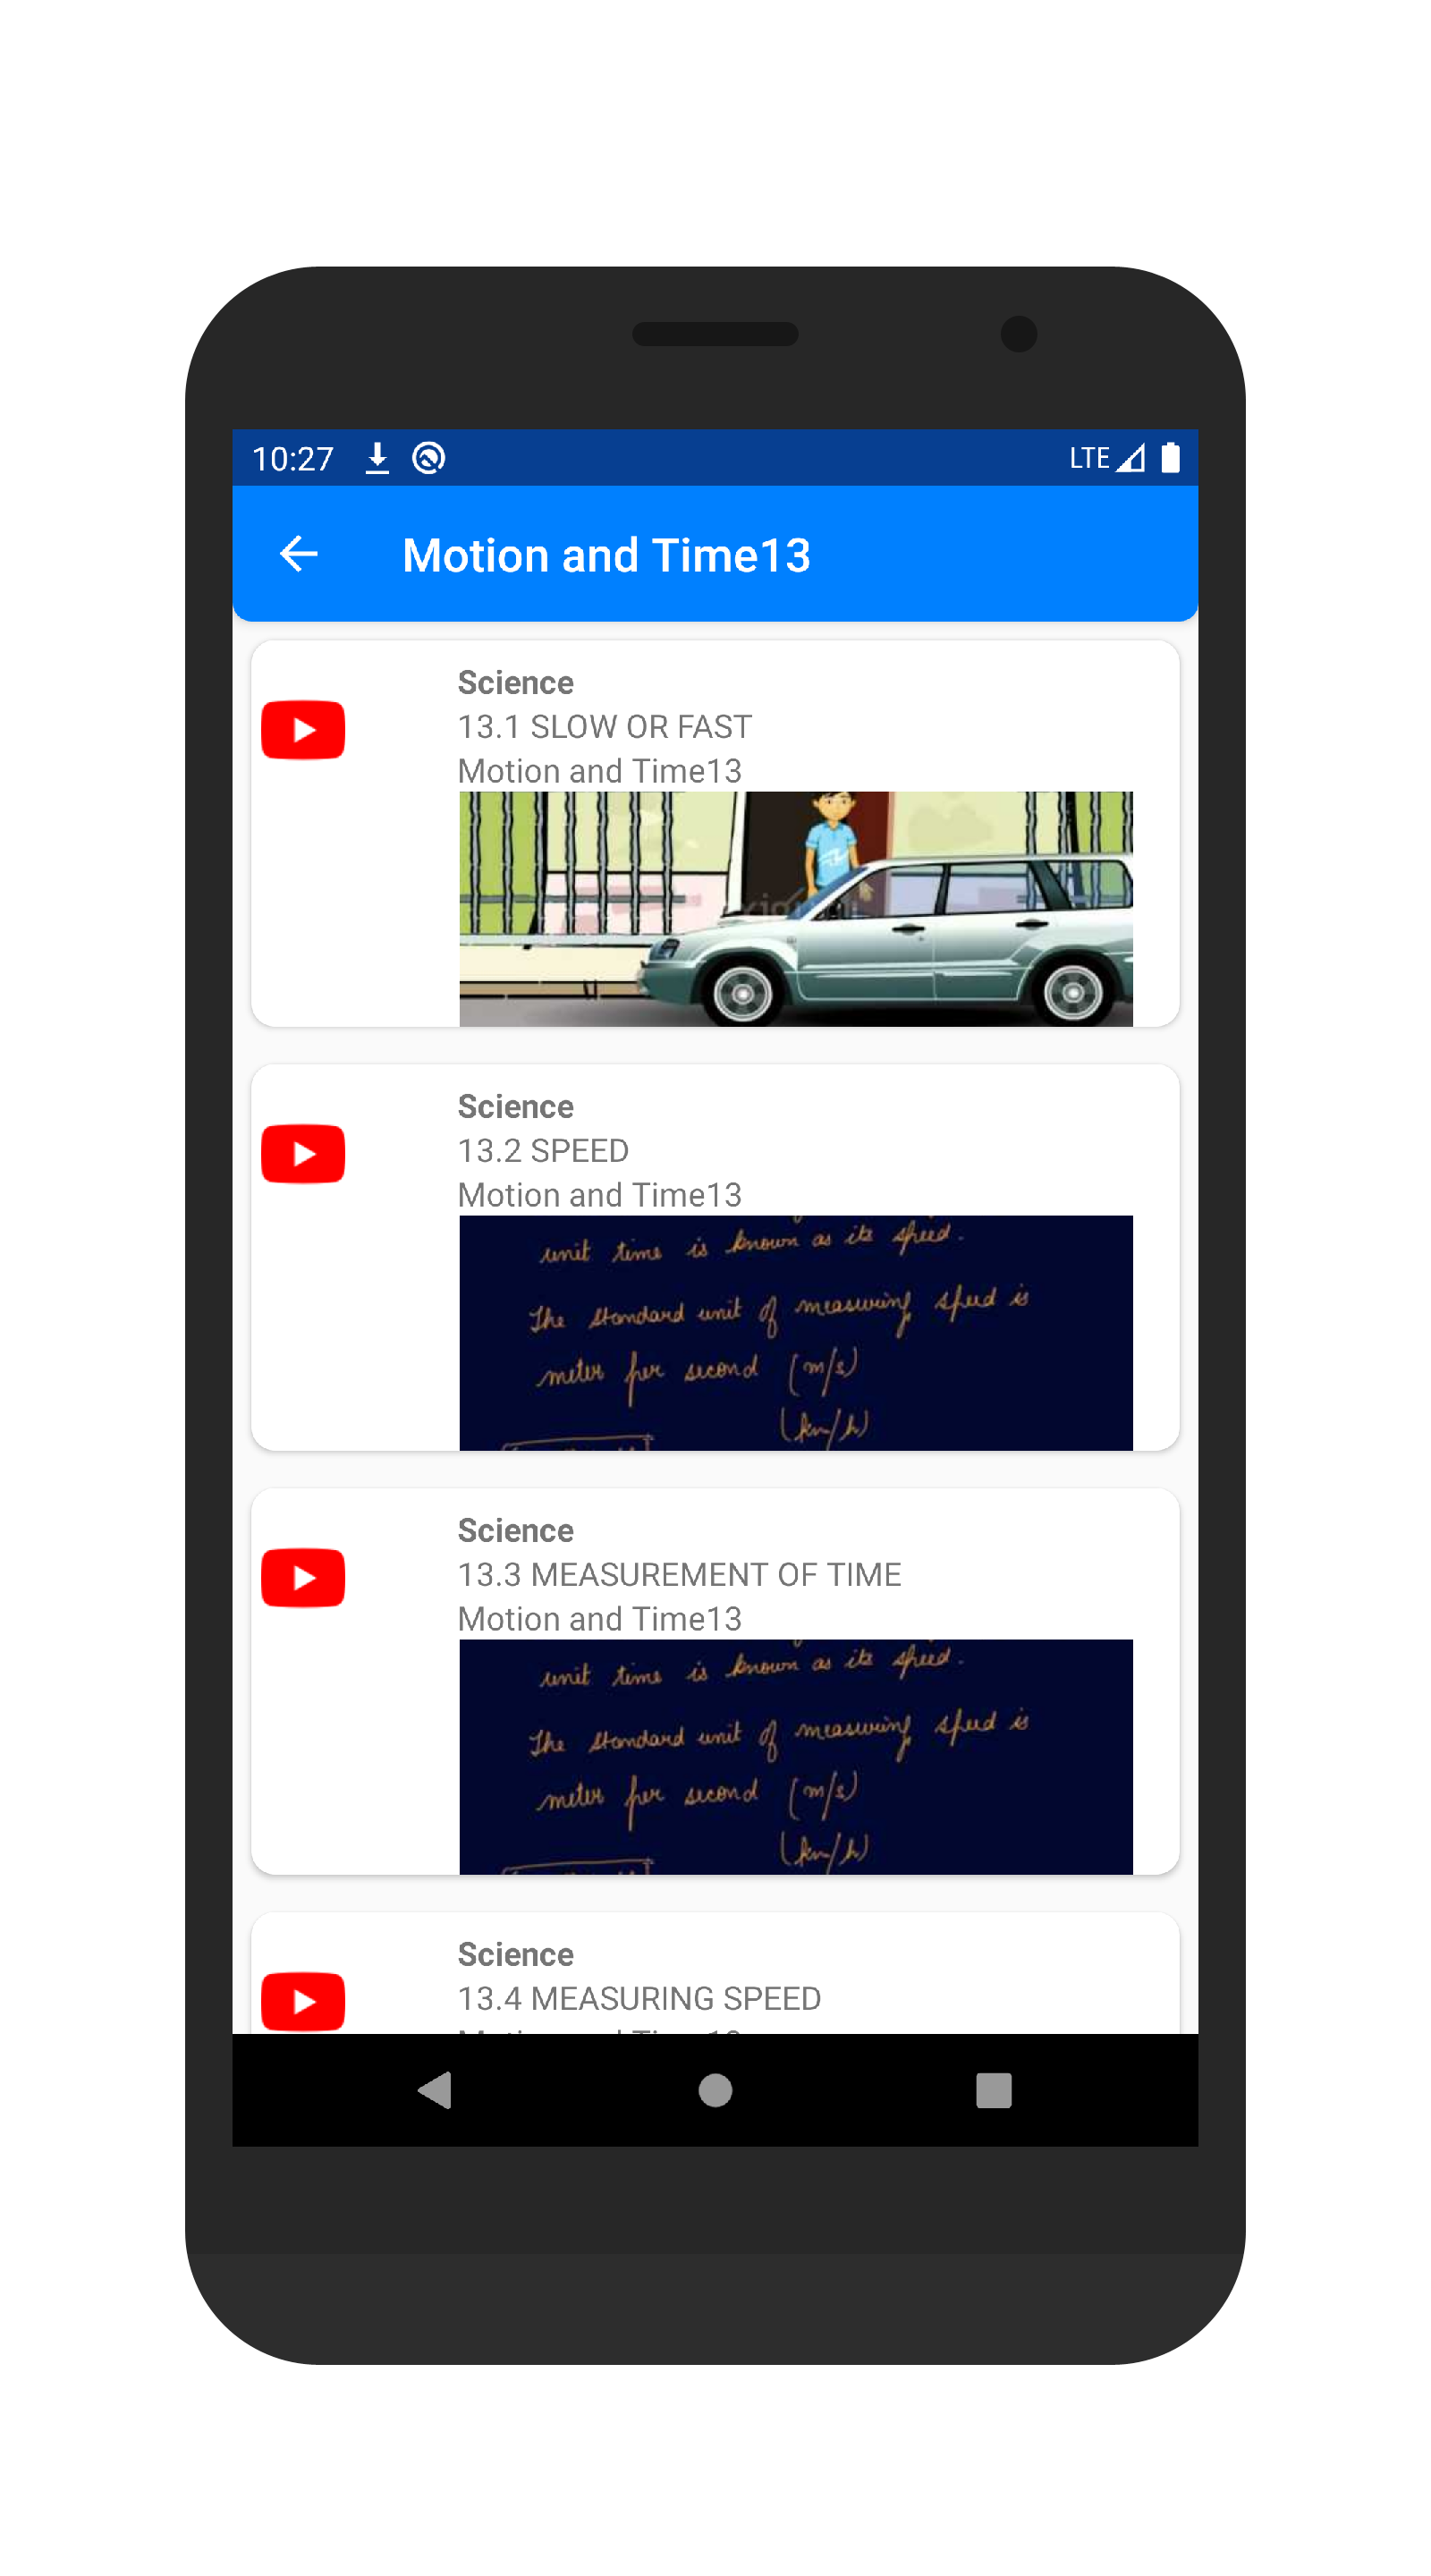 10:27
LTE
Motion and Time13
Science
13.1 SLOW OR FAST
Motion and Time13
Science
13.2 SPEED
Motion and Time13
unit time is known as its speed.
The standard unit of measuring speed is
meter per second (m/s)
(km/h)
Science
13.3 MEASUREMENT OF TIME
Motion and Time13
unit time is known as its speed.
The standard unit of measuring speed is
meter per second (m/s)
(km/h)
Science
13.4 MEASURING SPEED